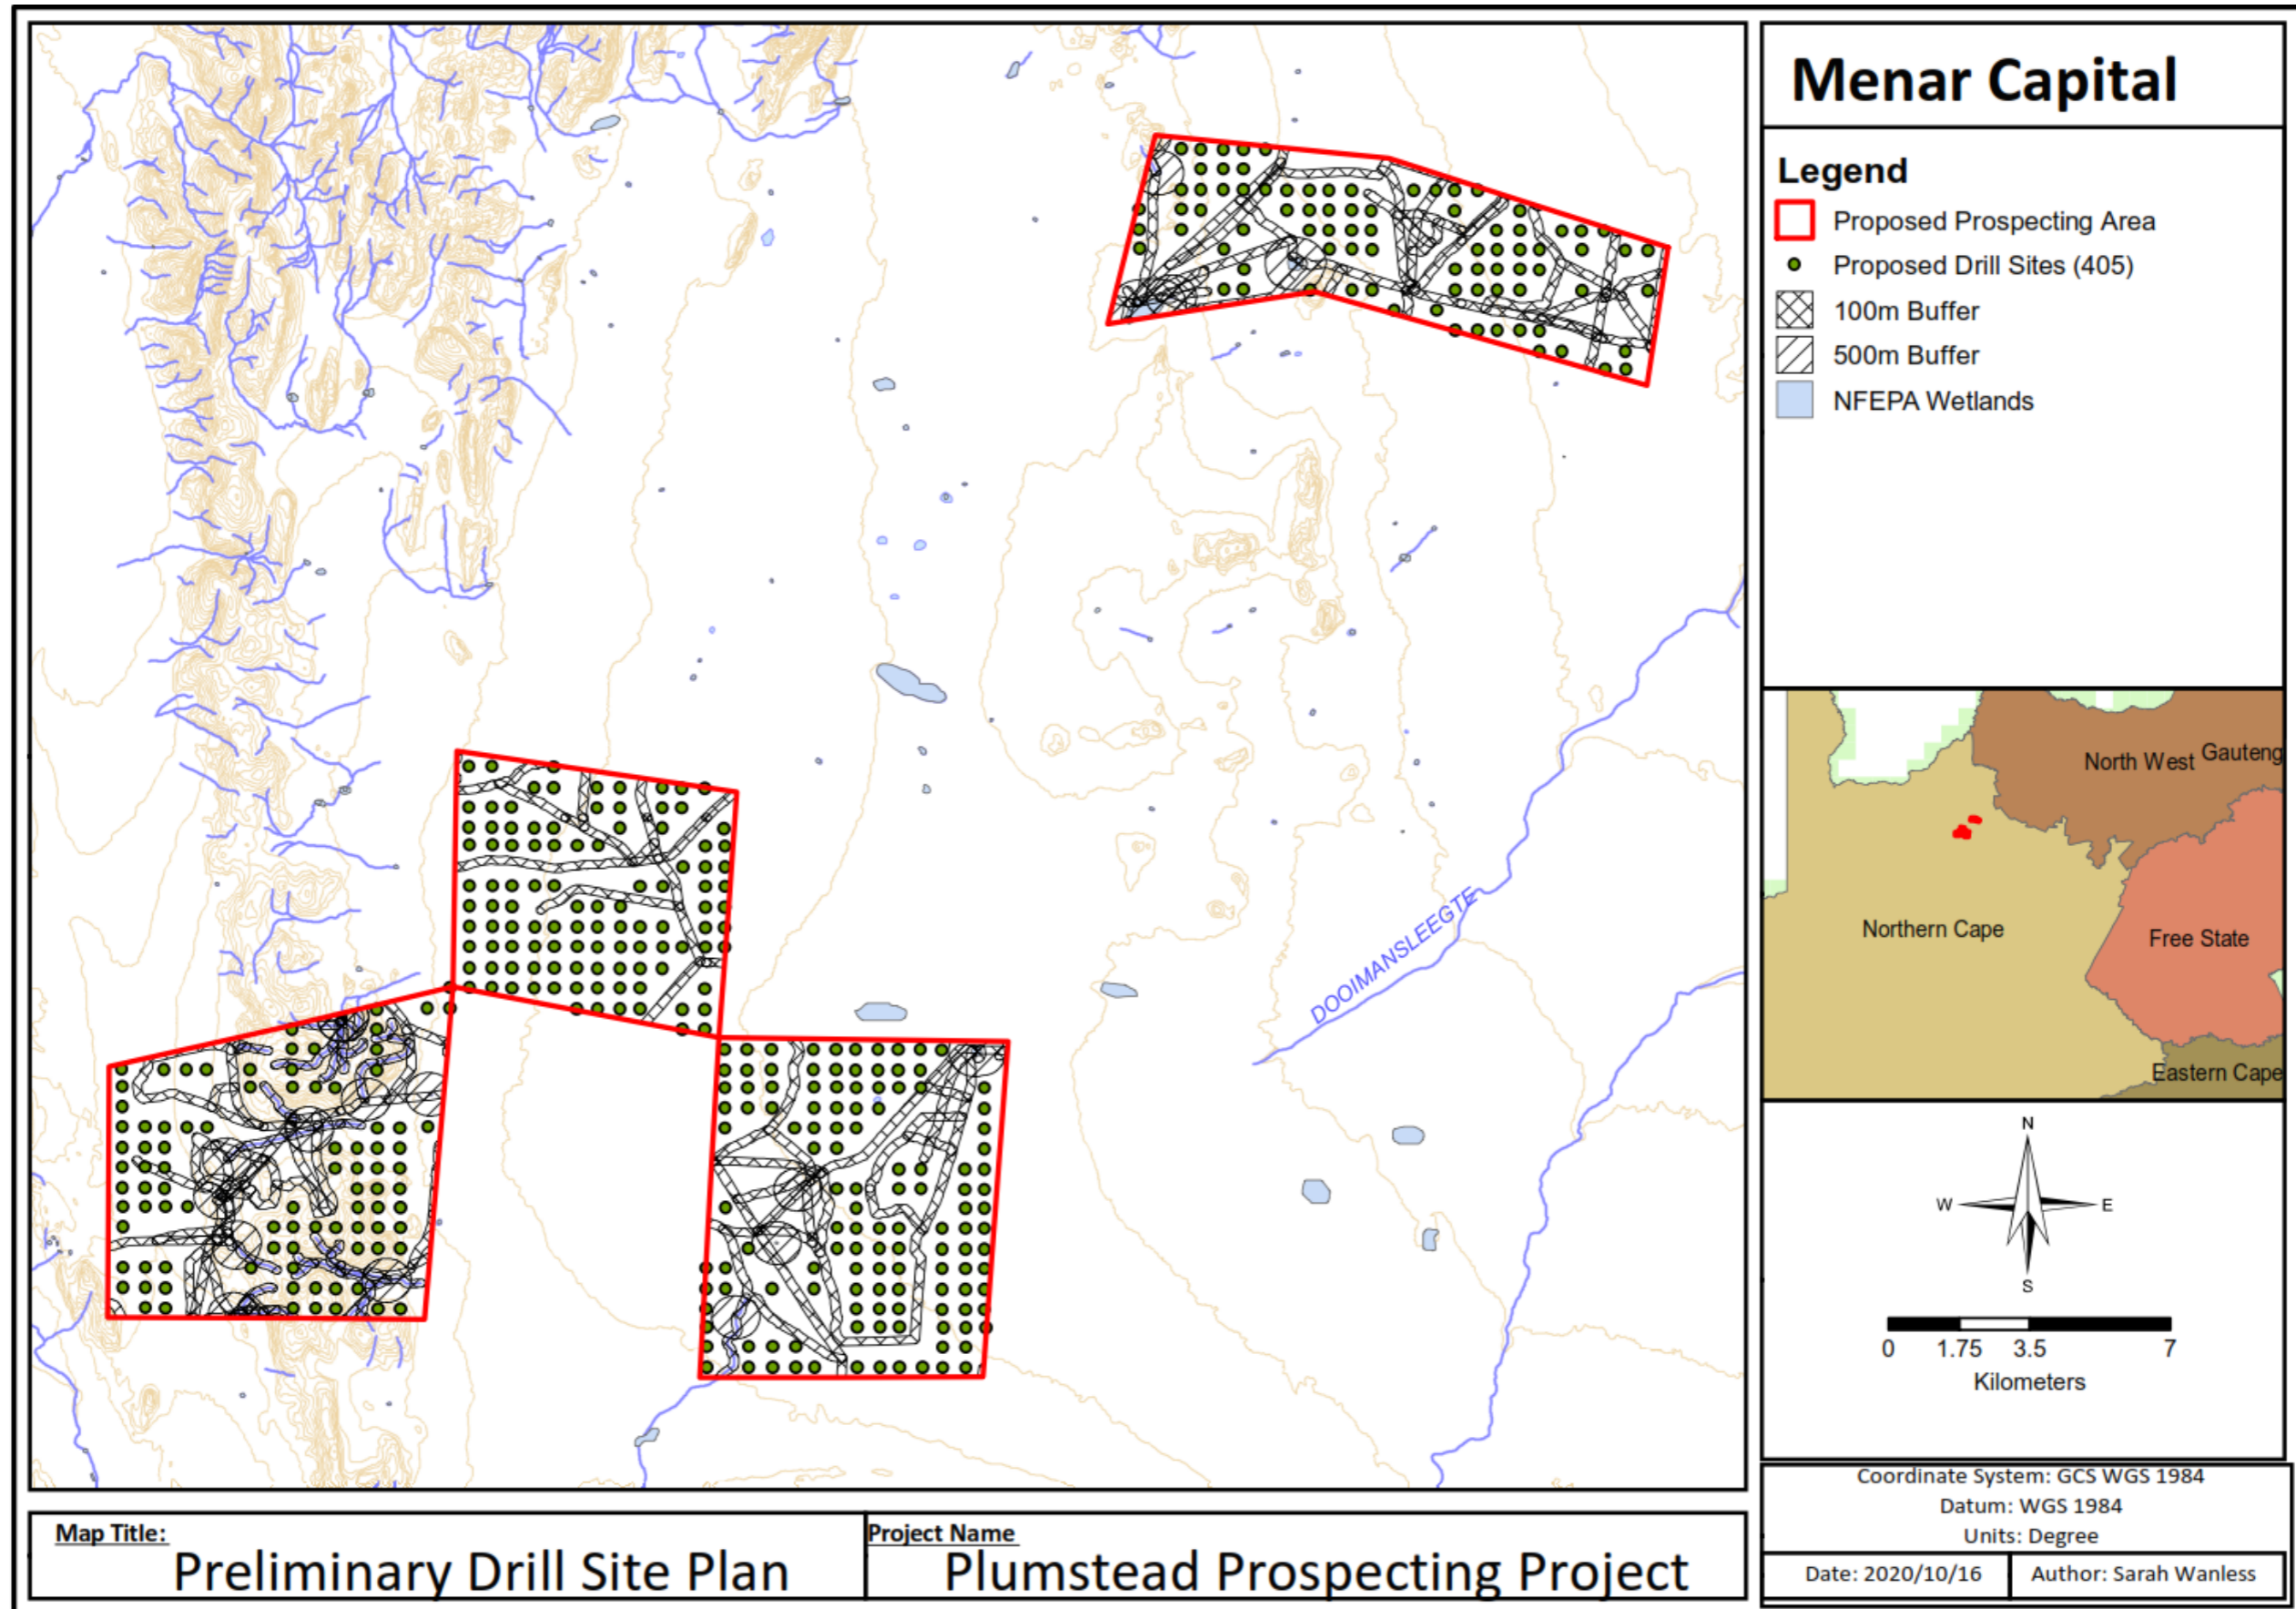 Menar Capital
Legend
Proposed Prospecting Area
Proposed Drill Sites (405)
100m Buffer
500m Buffer
NFEPA Wetlands
DOOIMANSLEEGTE
North West
Gauteng
Northern Cape
Free State
Eastern Cape
N
W
E
S
0 1.75 3.5 7
Kilometers
Coordinate System: GCS WGS 1984
Datum: WGS 1984
Units: Degree
Date: 2020/10/16
Author: Sarah Wanless
Map Title:
Preliminary Drill Site Plan
Project Name
Plumstead Prospecting Project